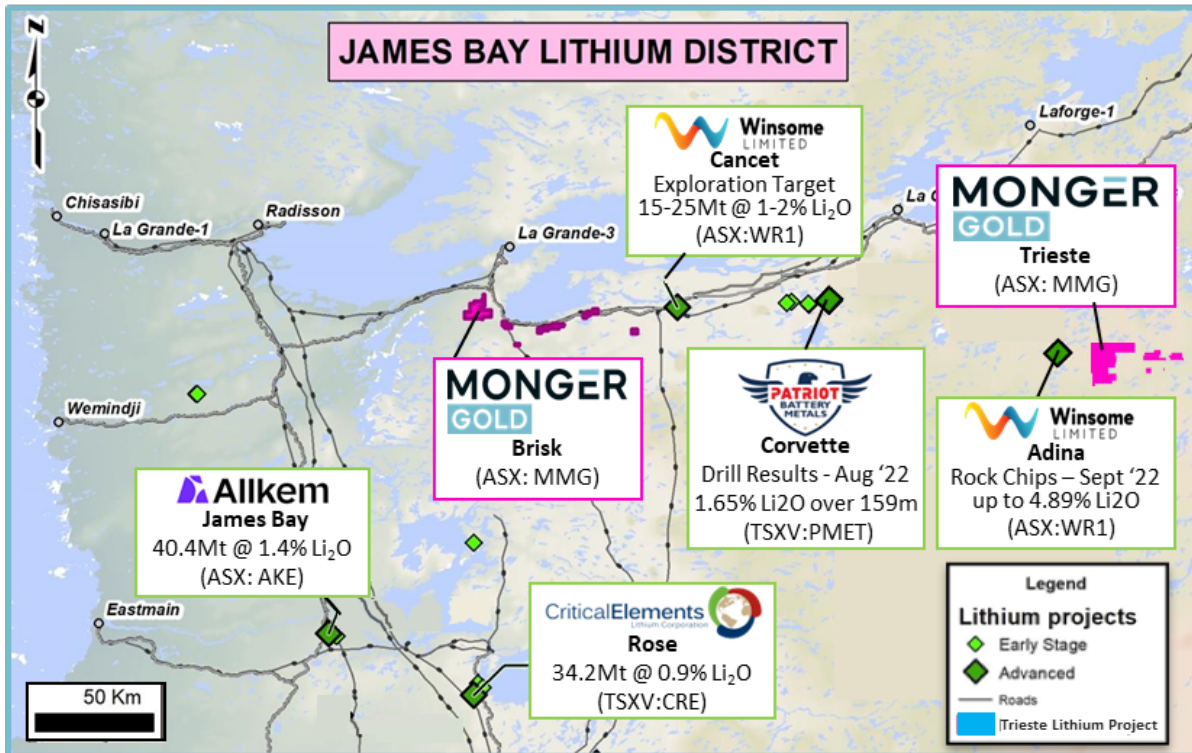 JAMES BAY LITHIUM DISTRICT
N
Laforge-1
Winsome
LIMITED
Cancet
Exploration Target
15-25Mt @ 1-2% Li₂O
(ASX:WR1)
Chisasibi
La Grande-1
Radisson
La Grande-3
La G
MONGER
GOLD
Trieste
(ASX: MMG)
Wemindji
MONGER
GOLD
Brisk
(ASX: MMG)
PATRIOT
BATTERY
METALS
Corvette
Drill Results - Aug ‘22
1.65% Li2O over 159m
(TSXV:PMET)
Winsome
LIMITED
Adina
Rock Chips – Sept ‘22
up to 4.89% Li2O
(ASX:WR1)
Allkem
James Bay
40.4Mt @ 1.4% Li₂O
(ASX: AKE)
Eastmain
CriticalElements
Lithium Corporation
Rose
34.2Mt @ 0.9% Li₂O
(TSXV:CRE)
50 Km
Legend
Lithium projects
Early Stage
Advanced
Roads
Trieste Lithium Project